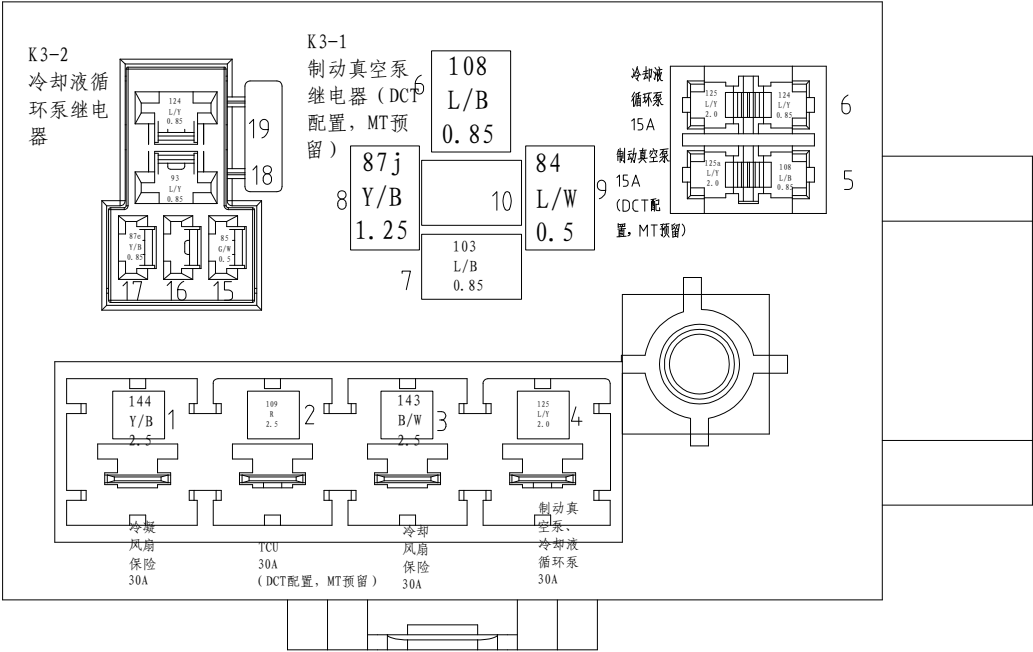 K3-2
冷却液循
环泵继电
器
124
L/Y
0.85
93
L/Y
0.85
19
18
87e
Y/B
0.85
85
G/W
0.5
17
16
15
K3-1
制动真空泵
继电器（DCT
配置，MT预
留）
6
108
L/B
0.85
8
87j
Y/B
1.25
10
84
L/W
0.5
9
7
103
L/B
0.85
冷却液
循环泵
15A
125
L/Y
2.0
124
L/Y
0.85
6
制动真空泵
15A
(DCT配
置，MT预留)
125a
L/Y
2.0
108
L/B
0.85
5
144
Y/B
2.5
1
109
R
2.5
2
143
B/W
2.5
3
125
L/Y
2.0
4
冷凝
风扇
保险
30A
TCU
30A
（DCT配置，MT预留）
冷却
风扇
保险
30A
制动真
空泵、
冷却液
循环泵
30A